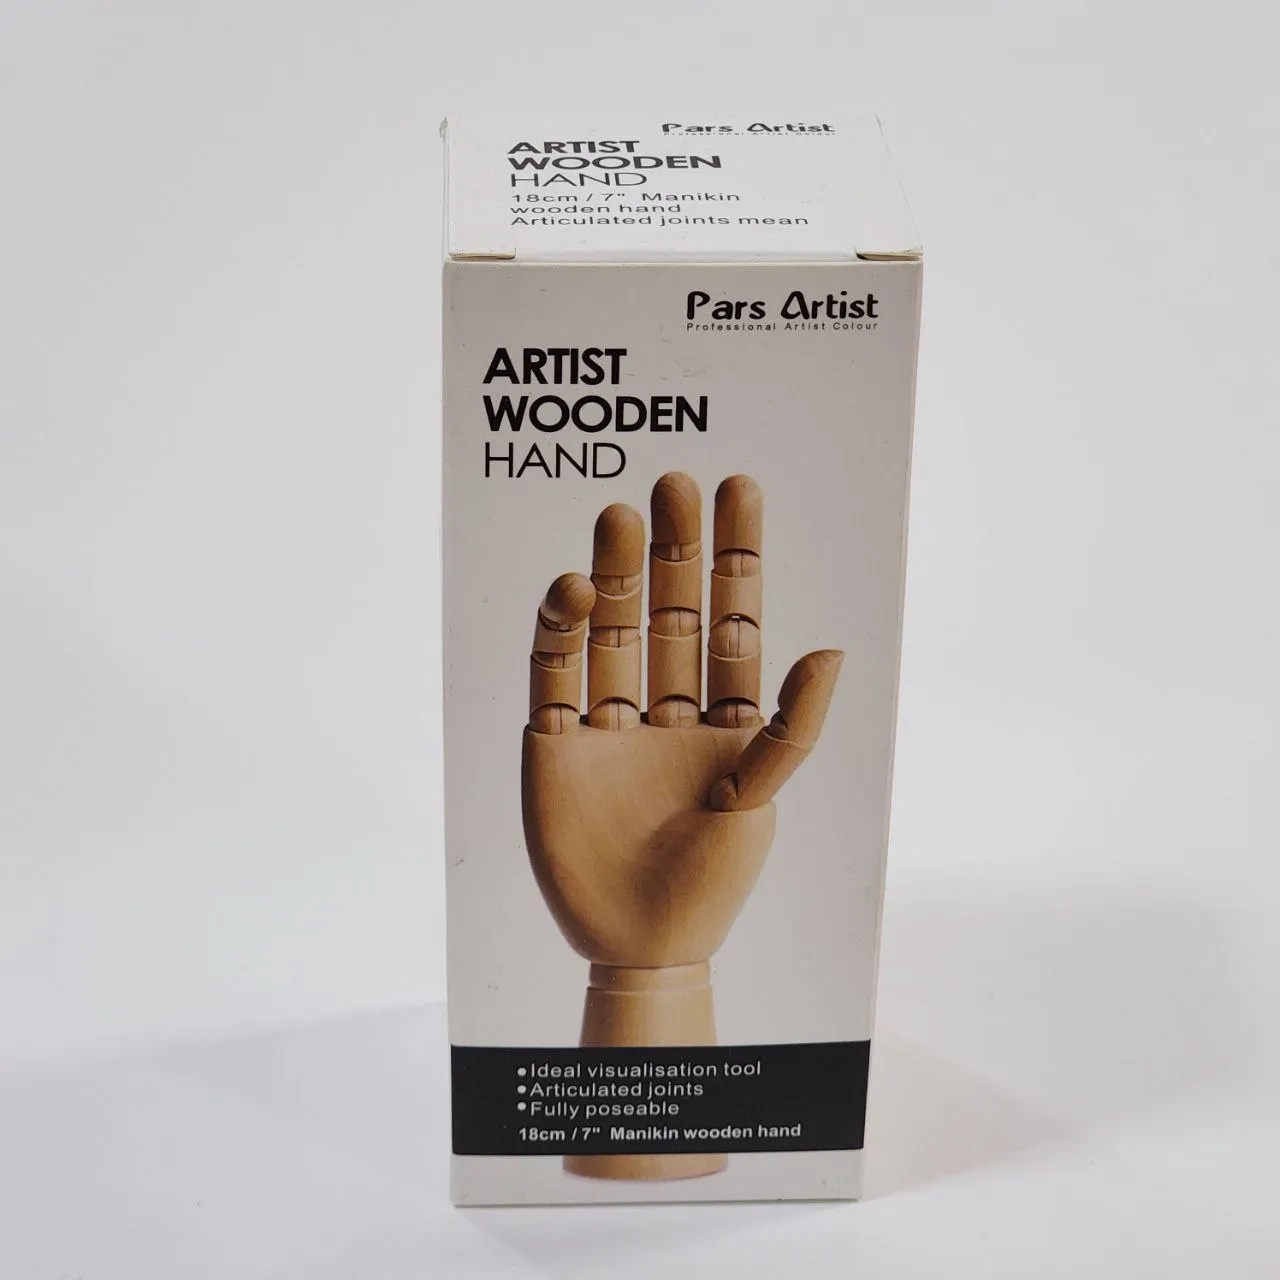 Pars Artist
Professional Artist Colour
ARTIST
WOODEN
HAND
18cm / 7" Manikin
wooden hand
Articulated joints mean
Pars Artist
Professional Artist Colour
ARTIST
WOODEN
HAND
•Ideal visualisation tool
•Articulated joints
•Fully poseable
18cm / 7" Manikin wooden hand